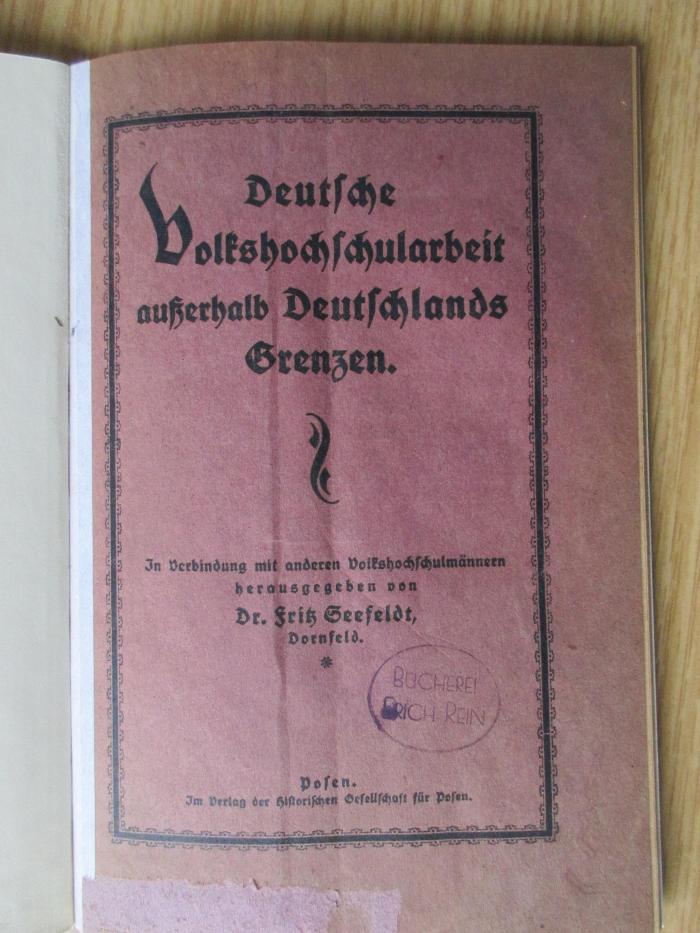 Deutsche
Volkshochschularbeit
außerhalb Deutschlands
Grenzen.
In Verbindung mit anderen Volkshochschulmännern
herausgegeben von
Dr. Fritz Seefeldt,
Dornfeld.
*
BÜCHEREI
ERICH REIN
Posen.
Im Verlag der Historischen Gesellschaft für Posen.